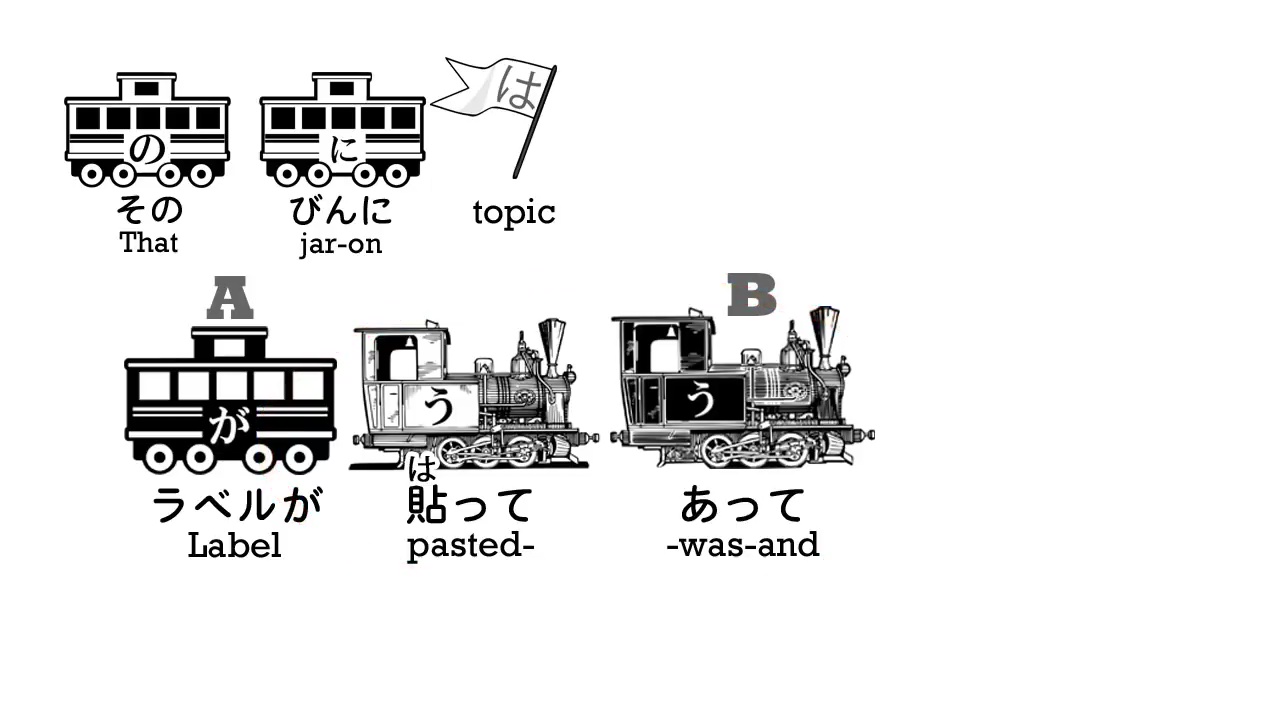 の に は
そのびんに topic
That jar-on
A B
が う う
は
ラベルが 貼って あって
Label pasted- -was-and